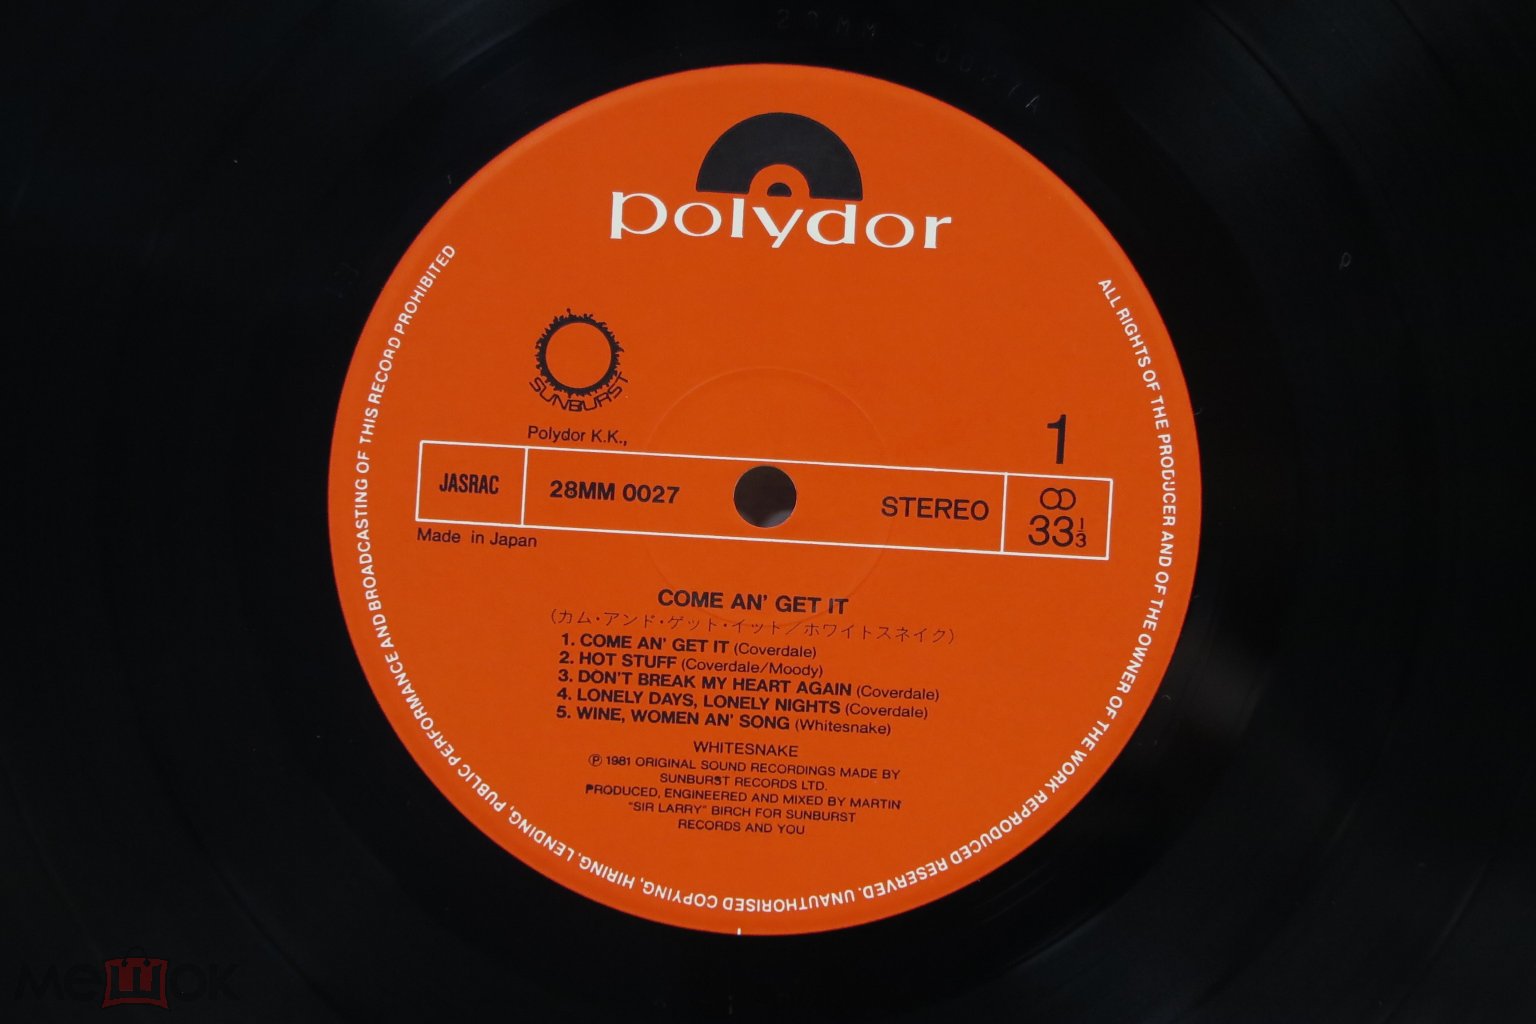 polydor
SUNBURST
Polydor K.K.,
1
JASRAC
28MM 0027
STEREO
33 1/3
Made in Japan
COME AN' GET IT
(カム・アンド・ゲット・イット/ホワイトスネイク)
1. COME AN' GET IT (Coverdale)
2. HOT STUFF (Coverdale/Moody)
3. DON'T BREAK MY HEART AGAIN (Coverdale)
4. LONELY DAYS, LONELY NIGHTS (Coverdale)
5. WINE, WOMEN AN' SONG (Whitesnake)
WHITESNAKE
Ⓟ 1981 ORIGINAL SOUND RECORDINGS MADE BY
SUNBURST RECORDS LTD.
PRODUCED, ENGINEERED AND MIXED BY MARTIN
"SIR LARRY" BIRCH FOR SUNBURST
RECORDS AND YOU
ALL RIGHTS OF THE PRODUCER AND OF THE OWNER OF THE WORK REPRODUCED RESERVED. UNAUTHORISED COPYING, HIRING, LENDING, PUBLIC PERFORMANCE AND BROADCASTING OF THIS RECORD PROHIBITED
мешок